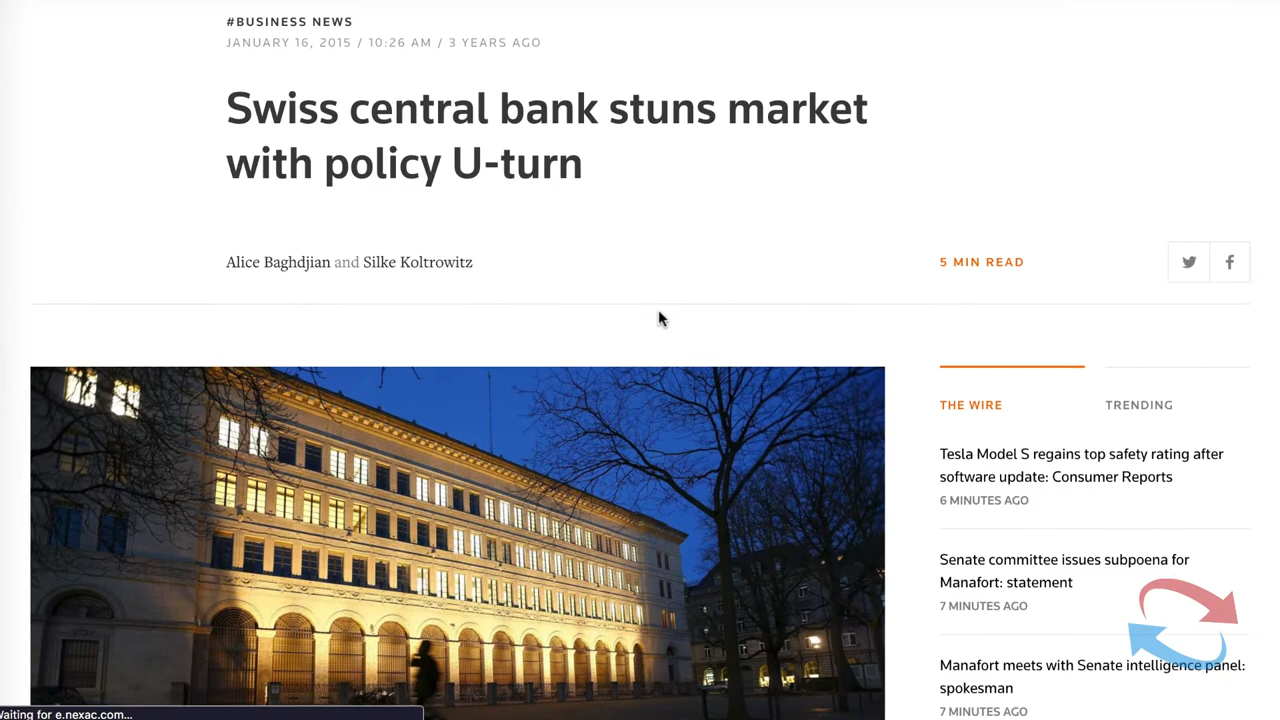 #BUSINESS NEWS
JANUARY 16, 2015 / 10:26 AM / 3 YEARS AGO
Swiss central bank stuns market
with policy U-turn
Alice Baghdjian and Silke Koltrowitz
5 MIN READ
THE WIRE
TRENDING
Tesla Model S regains top safety rating after
software update: Consumer Reports
6 MINUTES AGO
Senate committee issues subpoena for
Manafort: statement
7 MINUTES AGO
Manafort meets with Senate intelligence panel:
spokesman
7 MINUTES AGO
Waiting for e.nexac.com...